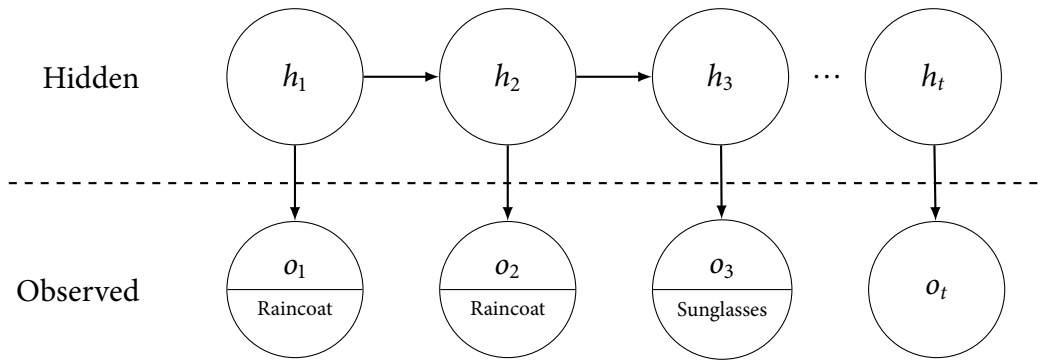 Hidden
h1
h2
h3
...
ht
Observed
o1
Raincoat
o2
Raincoat
o3
Sunglasses
ot